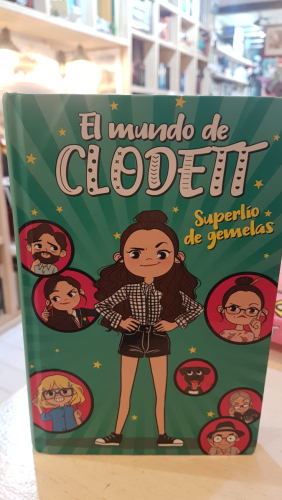 El mundo de
CLODETT
Superlío
de gemelas